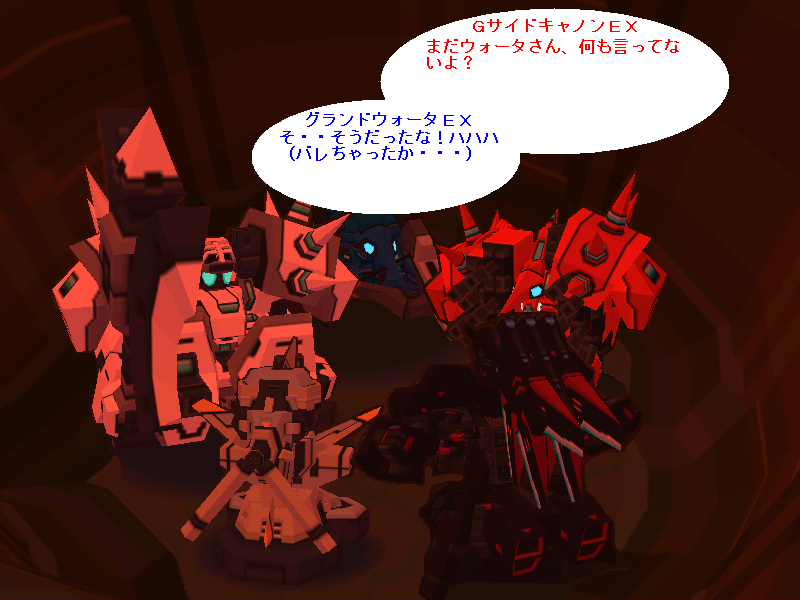 GサイドキャノンEX
まだウォータさん、何も言ってな
いよ？
グランドウォータEX
そ・・そうだったな！ハハハ
（バレちゃったか・・・）